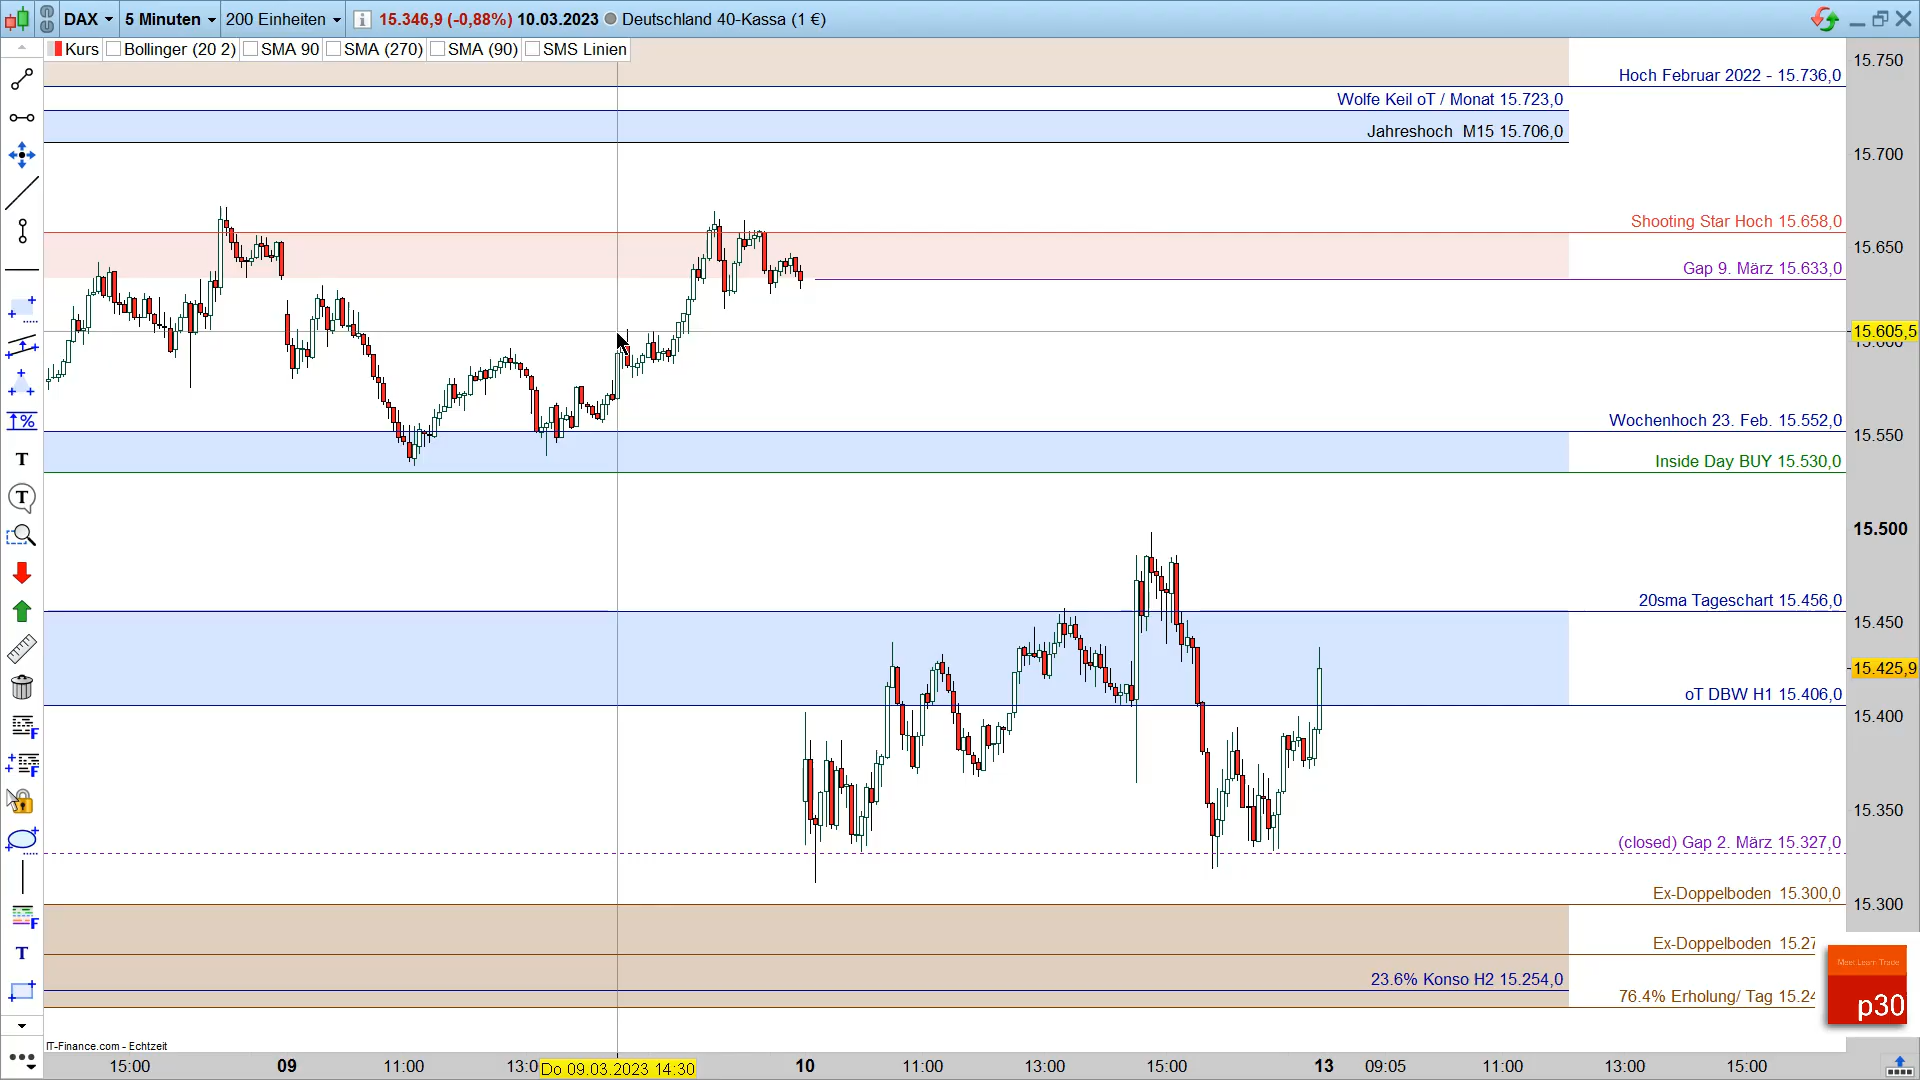 DAX 5 Minuten 200 Einheiten i 15.346,9 (-0,88%) 10.03.2023 Deutschland 40-Kassa (1 €)
Kurs Bollinger (20 2) SMA 90 SMA (270) SMA (90) SMS Linien
15.750
Hoch Februar 2022 - 15.736,0
Wolfe Keil oT / Monat 15.723,0
Jahreshoch M15 15.706,0
15.700
Shooting Star Hoch 15.658,0
15.650
Gap 9. März 15.633,0
15.605,5
Wochenhoch 23. Feb. 15.552,0
15.550
Inside Day BUY 15.530,0
15.500
20sma Tageschart 15.456,0
15.450
15.425,9
oT DBW H1 15.406,0
15.400
15.350
(closed) Gap 2. März 15.327,0
Ex-Doppelboden 15.300,0
15.300
Ex-Doppelboden 15.27
23.6% Konso H2 15.254,0
76.4% Erholung/ Tag 15.24
Meet Learn Trade
p30
IT-Finance.com - Echtzeit
15:00 09 11:00 13:0 Do 09.03.2023 14:30 10 11:00 13:00 15:00 13 09:05 11:00 13:00 15:00
%
T
T
F
F
F
T